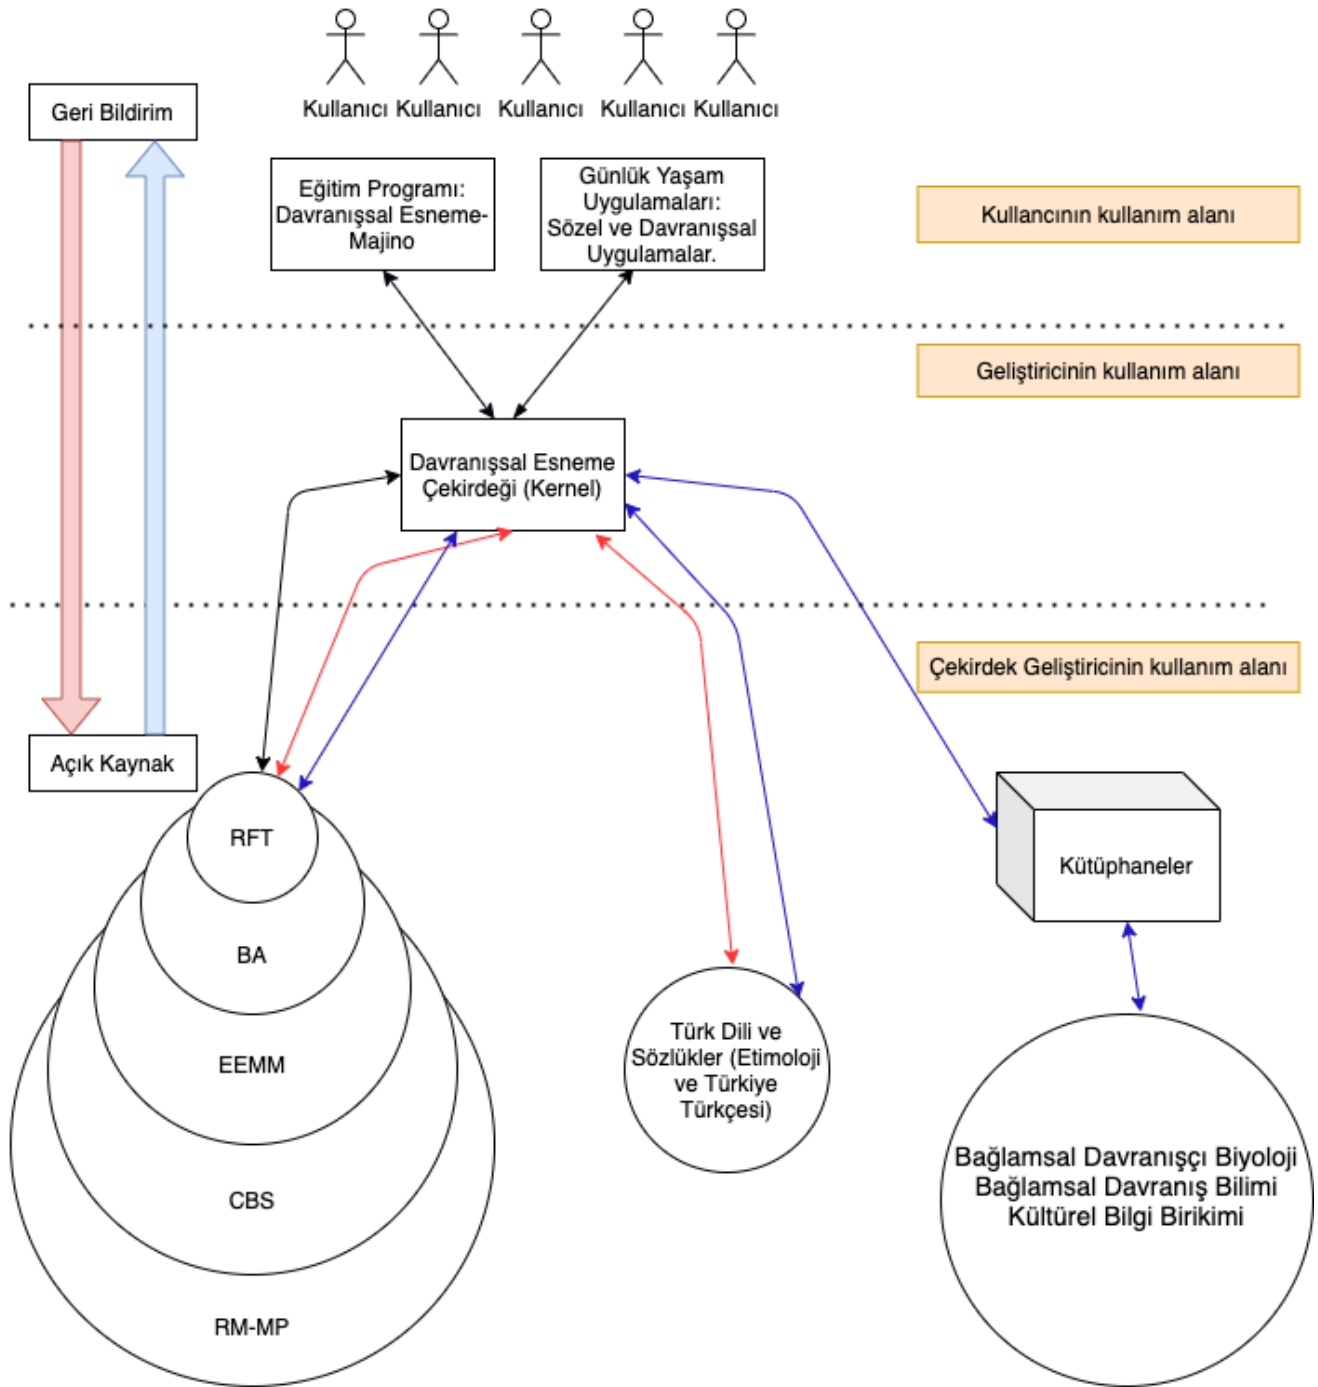 Kullanıcı Kullanıcı Kullanıcı Kullanıcı Kullanıcı
Geri Bildirim
Eğitim Programı:
Davranışsal Esneme-
Majino
Günlük Yaşam
Uygulamaları:
Sözel ve Davranışsal
Uygulamalar.
Kullancının kullanım alanı
Geliştiricinin kullanım alanı
Davranışsal Esneme
Çekirdeği (Kernel)
Çekirdek Geliştiricinin kullanım alanı
Açık Kaynak
RFT
BA
EEMM
CBS
RM-MP
Türk Dili ve
Sözlükler (Etimoloji
ve Türkiye
Türkçesi)
Kütüphaneler
Bağlamsal Davranışçı Biyoloji
Bağlamsal Davranış Bilimi
Kültürel Bilgi Birikimi